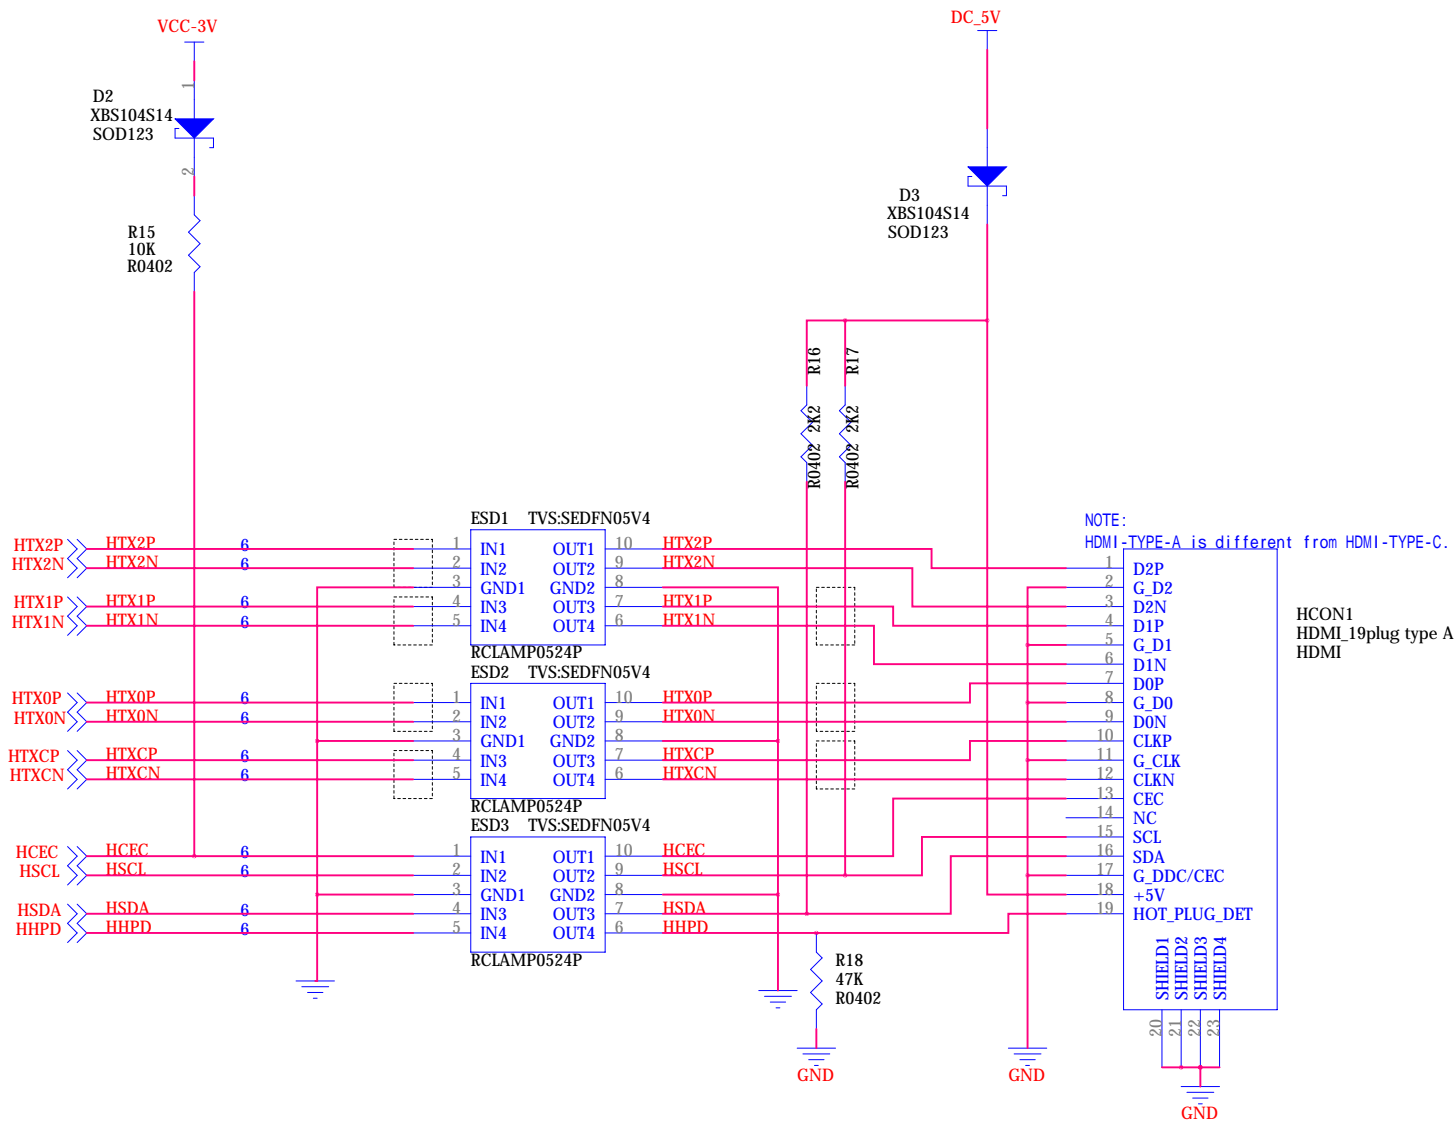 VCC-3V
DC_5V
1
D2
XBS104S14
SOD123
2
D3
XBS104S14
SOD123
R15
10K
R0402
R16
R17
R0402 2K2
R0402 2K2
NOTE:
HDMI-TYPE-A is different from HDMI-TYPE-C.
ESD1 TVS:SEDFN05V4
HTX2P HTX2P 6 1 IN1 OUT1 10 HTX2P
HTX2N HTX2N 6 2 IN2 OUT2 9 HTX2N
3 GND1 GND2 8
HTX1P HTX1P 6 4 IN3 OUT3 7 HTX1P
HTX1N HTX1N 6 5 IN4 OUT4 6 HTX1N
RCLAMP0524P
ESD2 TVS:SEDFN05V4
HTX0P HTX0P 6 1 IN1 OUT1 10 HTX0P
HTX0N HTX0N 6 2 IN2 OUT2 9 HTX0N
3 GND1 GND2 8
HTXCP HTXCP 6 4 IN3 OUT3 7 HTXCP
HTXCN HTXCN 6 5 IN4 OUT4 6 HTXCN
RCLAMP0524P
ESD3 TVS:SEDFN05V4
HCEC HCEC 6 1 IN1 OUT1 10 HCEC
HSCL HSCL 6 2 IN2 OUT2 9 HSCL
3 GND1 GND2 8
HSDA HSDA 6 4 IN3 OUT3 7 HSDA
HHPD HHPD 6 5 IN4 OUT4 6 HHPD
RCLAMP0524P
1 D2P
2 G_D2
3 D2N
4 D1P
5 G_D1
6 D1N
7 D0P
8 G_D0
9 D0N
10 CLKP
11 G_CLK
12 CLKN
13 CEC
14 NC
15 SCL
16 SDA
17 G_DDC/CEC
18 +5V
19 HOT_PLUG_DET
HCON1
HDMI_19plug type A
HDMI
SHIELD1
SHIELD2
SHIELD3
SHIELD4
20
21
22
23
R18
47K
R0402
GND
GND
GND